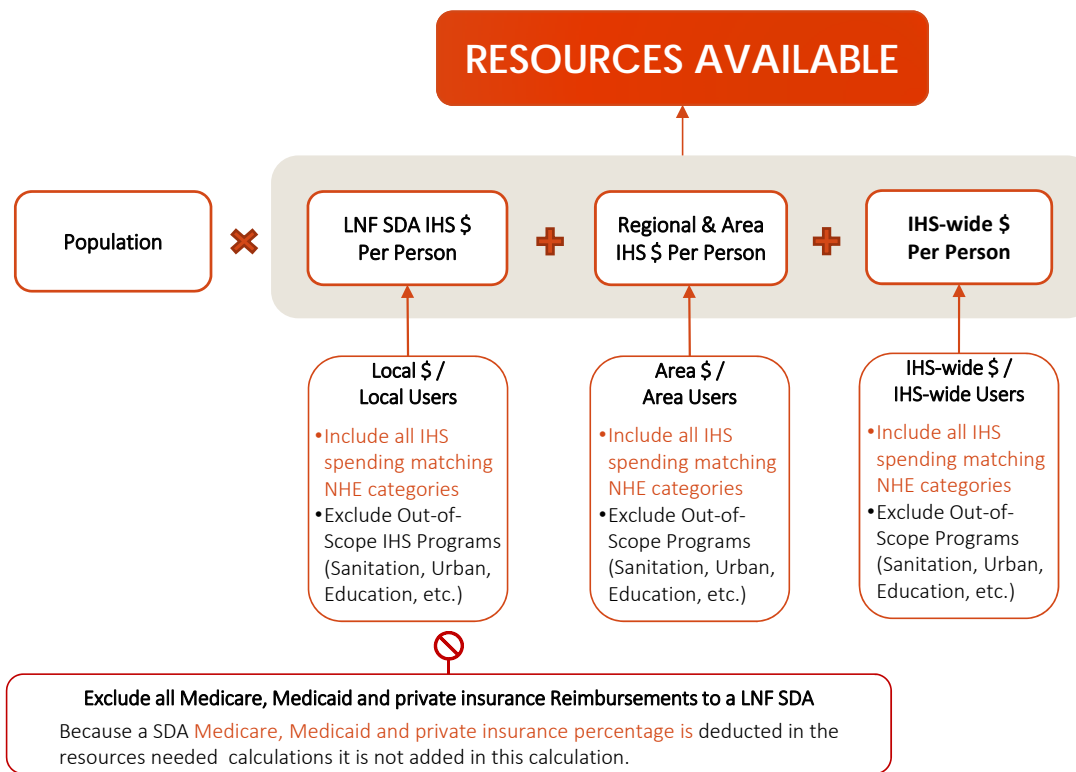 RESOURCES AVAILABLE
Population
LNF SDA IHS $
Per Person
Regional & Area
IHS $ Per Person
IHS-wide $
Per Person
Local $ /
Local Users
•Include all IHS
spending matching
NHE categories
•Exclude Out-of-
Scope IHS Programs
(Sanitation, Urban,
Education, etc.)
Area $ /
Area Users
•Include all IHS
spending matching
NHE categories
•Exclude Out-of-
Scope Programs
(Sanitation, Urban,
Education, etc.)
IHS-wide $ /
IHS-wide Users
•Include all IHS
spending matching
NHE categories
•Exclude Out-of-
Scope Programs
(Sanitation, Urban,
Education, etc.)
Exclude all Medicare, Medicaid and private insurance Reimbursements to a LNF SDA
Because a SDA Medicare, Medicaid and private insurance percentage is deducted in the
resources needed calculations it is not added in this calculation.